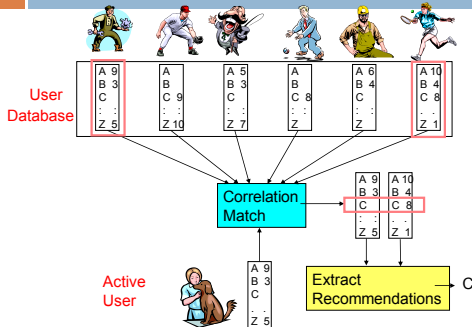 User
Database
A 9
B 3
C
: :
Z 5
A
B
C 9
: :
Z 10
A 5
B 3
C
: :
Z 7
A
B
C 8
: :
Z
A 6
B 4
C
: :
Z
A 10
B 4
C 8
: :
Z 1
Correlation
Match
A 9
B 3
C
: :
Z 5
A 10
B 4
C 8
: :
Z 1
Active
User
A 9
B 3
C
: :
Z 5
Extract
Recommendations
C